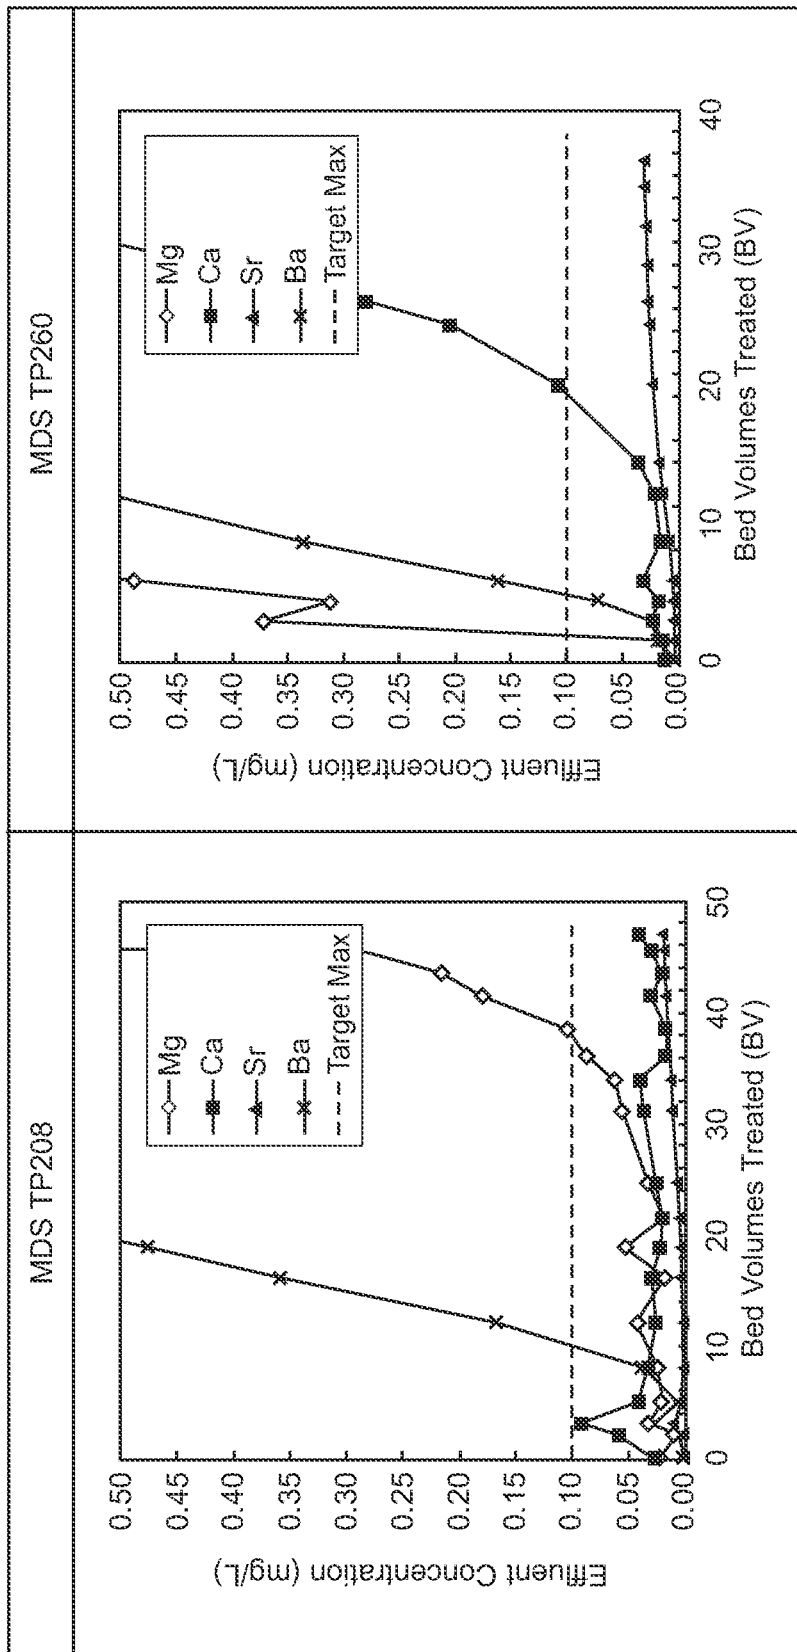 MDS TP208
0.50
0.45
0.40
0.35
0.30
0.25
0.20
0.15
0.10
0.05
0.00
Effluent Concentration (mg/L)
Mg
Ca
Sr
Ba
Target Max
0
10
20
30
40
50
Bed Volumes Treated (BV)
MDS TP260
0.50
0.45
0.40
0.35
0.30
0.25
0.20
0.15
0.10
0.05
0.00
Effluent Concentration (mg/L)
Mg
Ca
Sr
Ba
Target Max
0
10
20
30
40
Bed Volumes Treated (BV)